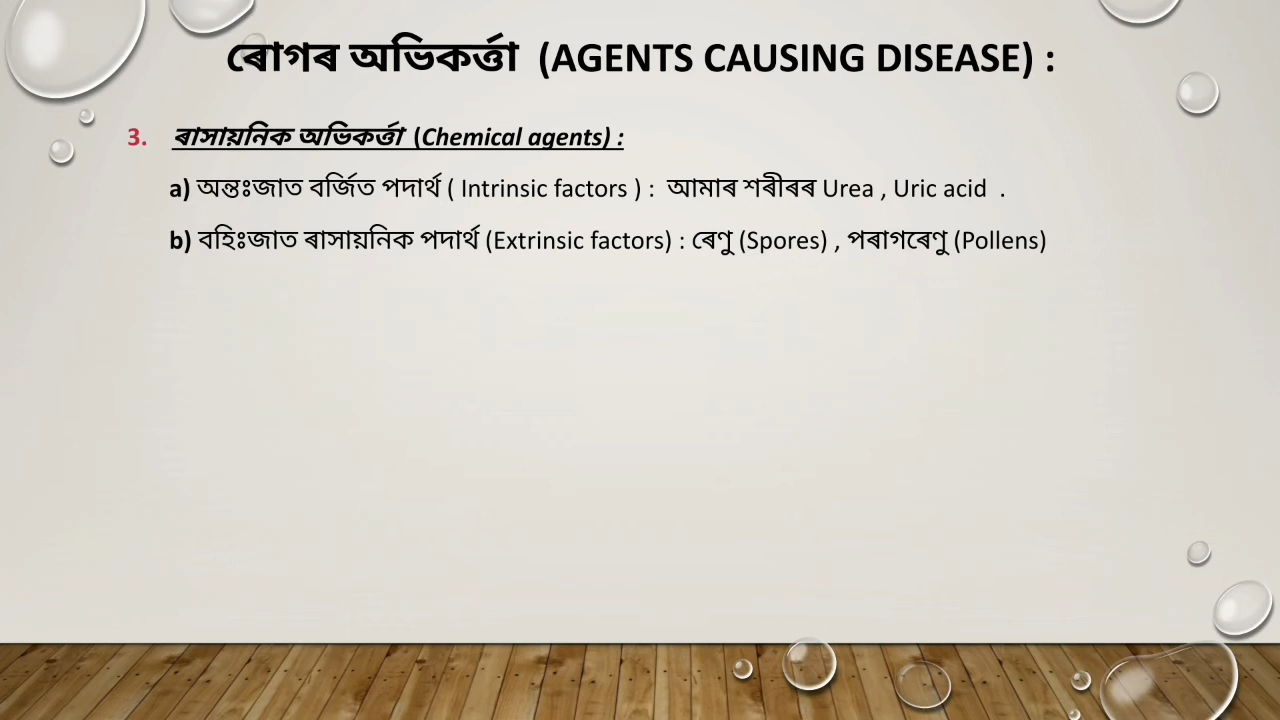 ৰোগৰ অভিকৰ্ত্তা (AGENTS CAUSING DISEASE) :
3. ৰাসায়নিক অভিকৰ্ত্তা (Chemical agents) :
a) অন্তঃজাত বৰ্জিত পদাৰ্থ ( Intrinsic factors ) : আমাৰ শৰীৰৰ Urea , Uric acid .
b) বহিঃজাত ৰাসায়নিক পদাৰ্থ (Extrinsic factors) : ৰেণু (Spores) , পৰাগৰেণু (Pollens)